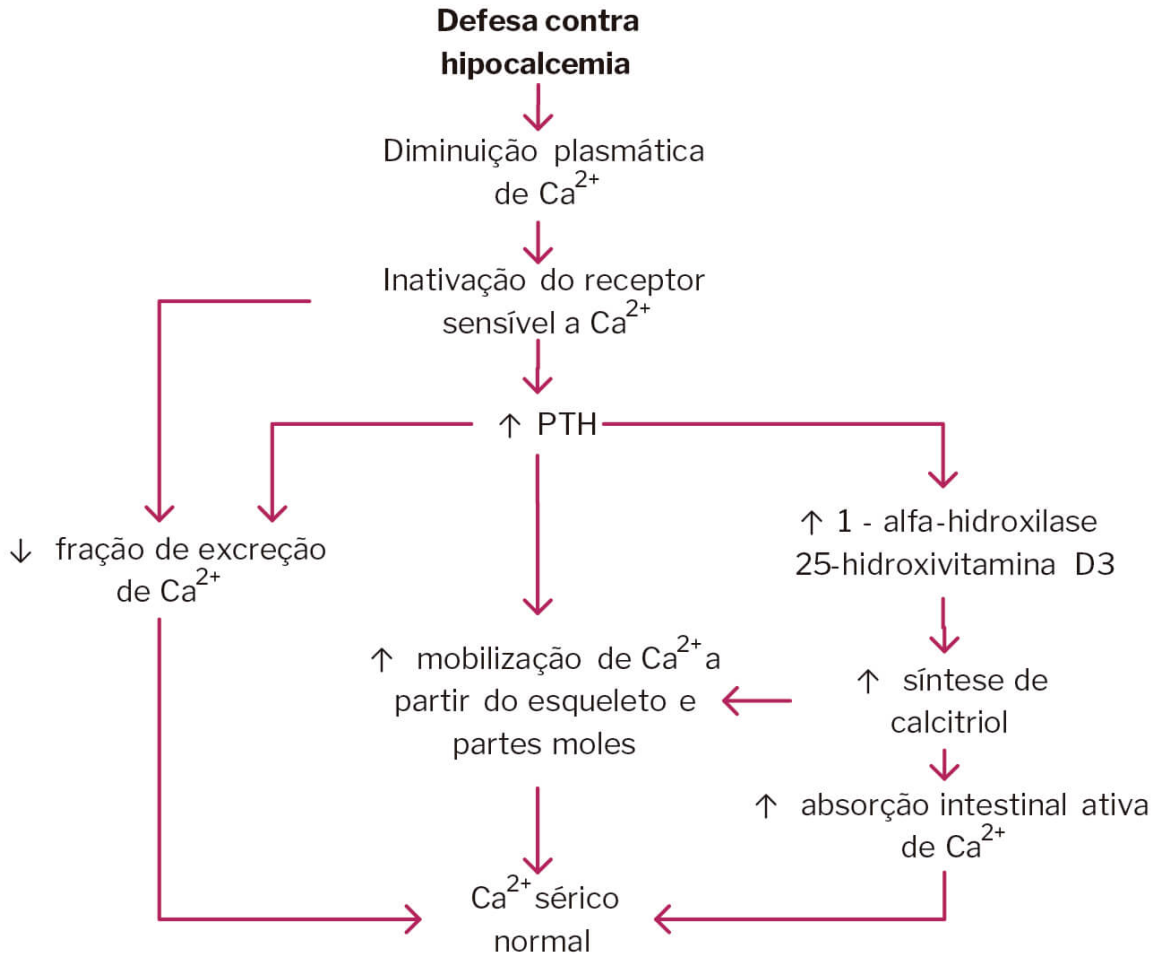 Defesa contra
hipocalcemia
Diminuição plasmática
de Ca²⁺
Inativação do receptor
sensível a Ca²⁺
↑ PTH
↓ fração de excreção
de Ca²⁺
↑ 1 - alfa-hidroxilase
25-hidroxivitamina D3
↑ mobilização de Ca²⁺ a
partir do esqueleto e
partes moles
↑ síntese de
calcitriol
↑ absorção intestinal ativa
de Ca²⁺
Ca²⁺ sérico
normal